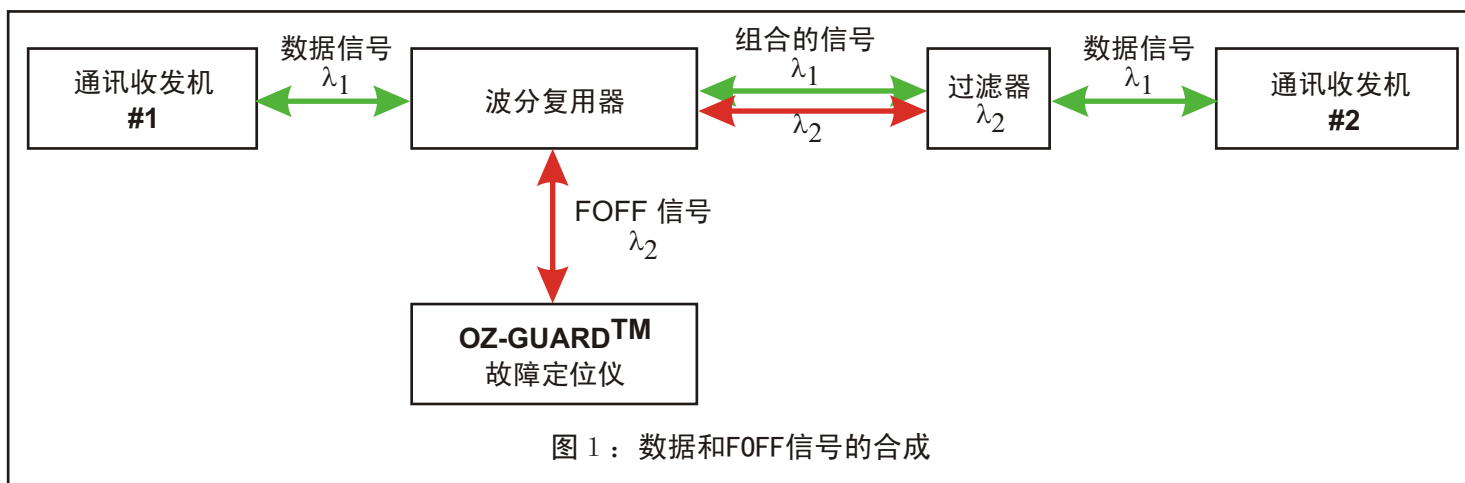 通讯收发机
#1
数据信号
λ1
波分复用器
组合的信号
λ1
λ2
过滤器
λ2
数据信号
λ1
通讯收发机
#2
FOFF 信号
λ2
OZ-GUARD™
故障定位仪
图 1：数据和FOFF信号的合成